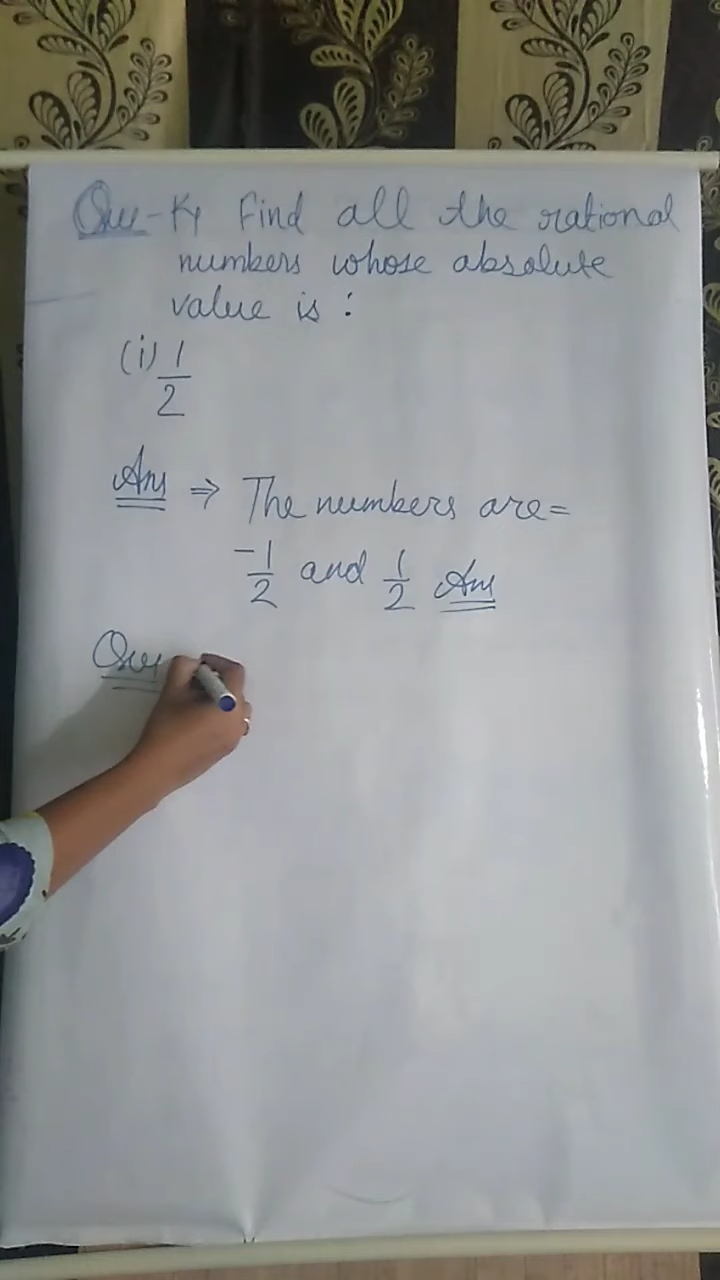 Que-K, Find all the rational
numbers whose absolute
value is :
(i) 1/2
Ans ⇒ The numbers are=
-1/2 and 1/2 Ans
Que